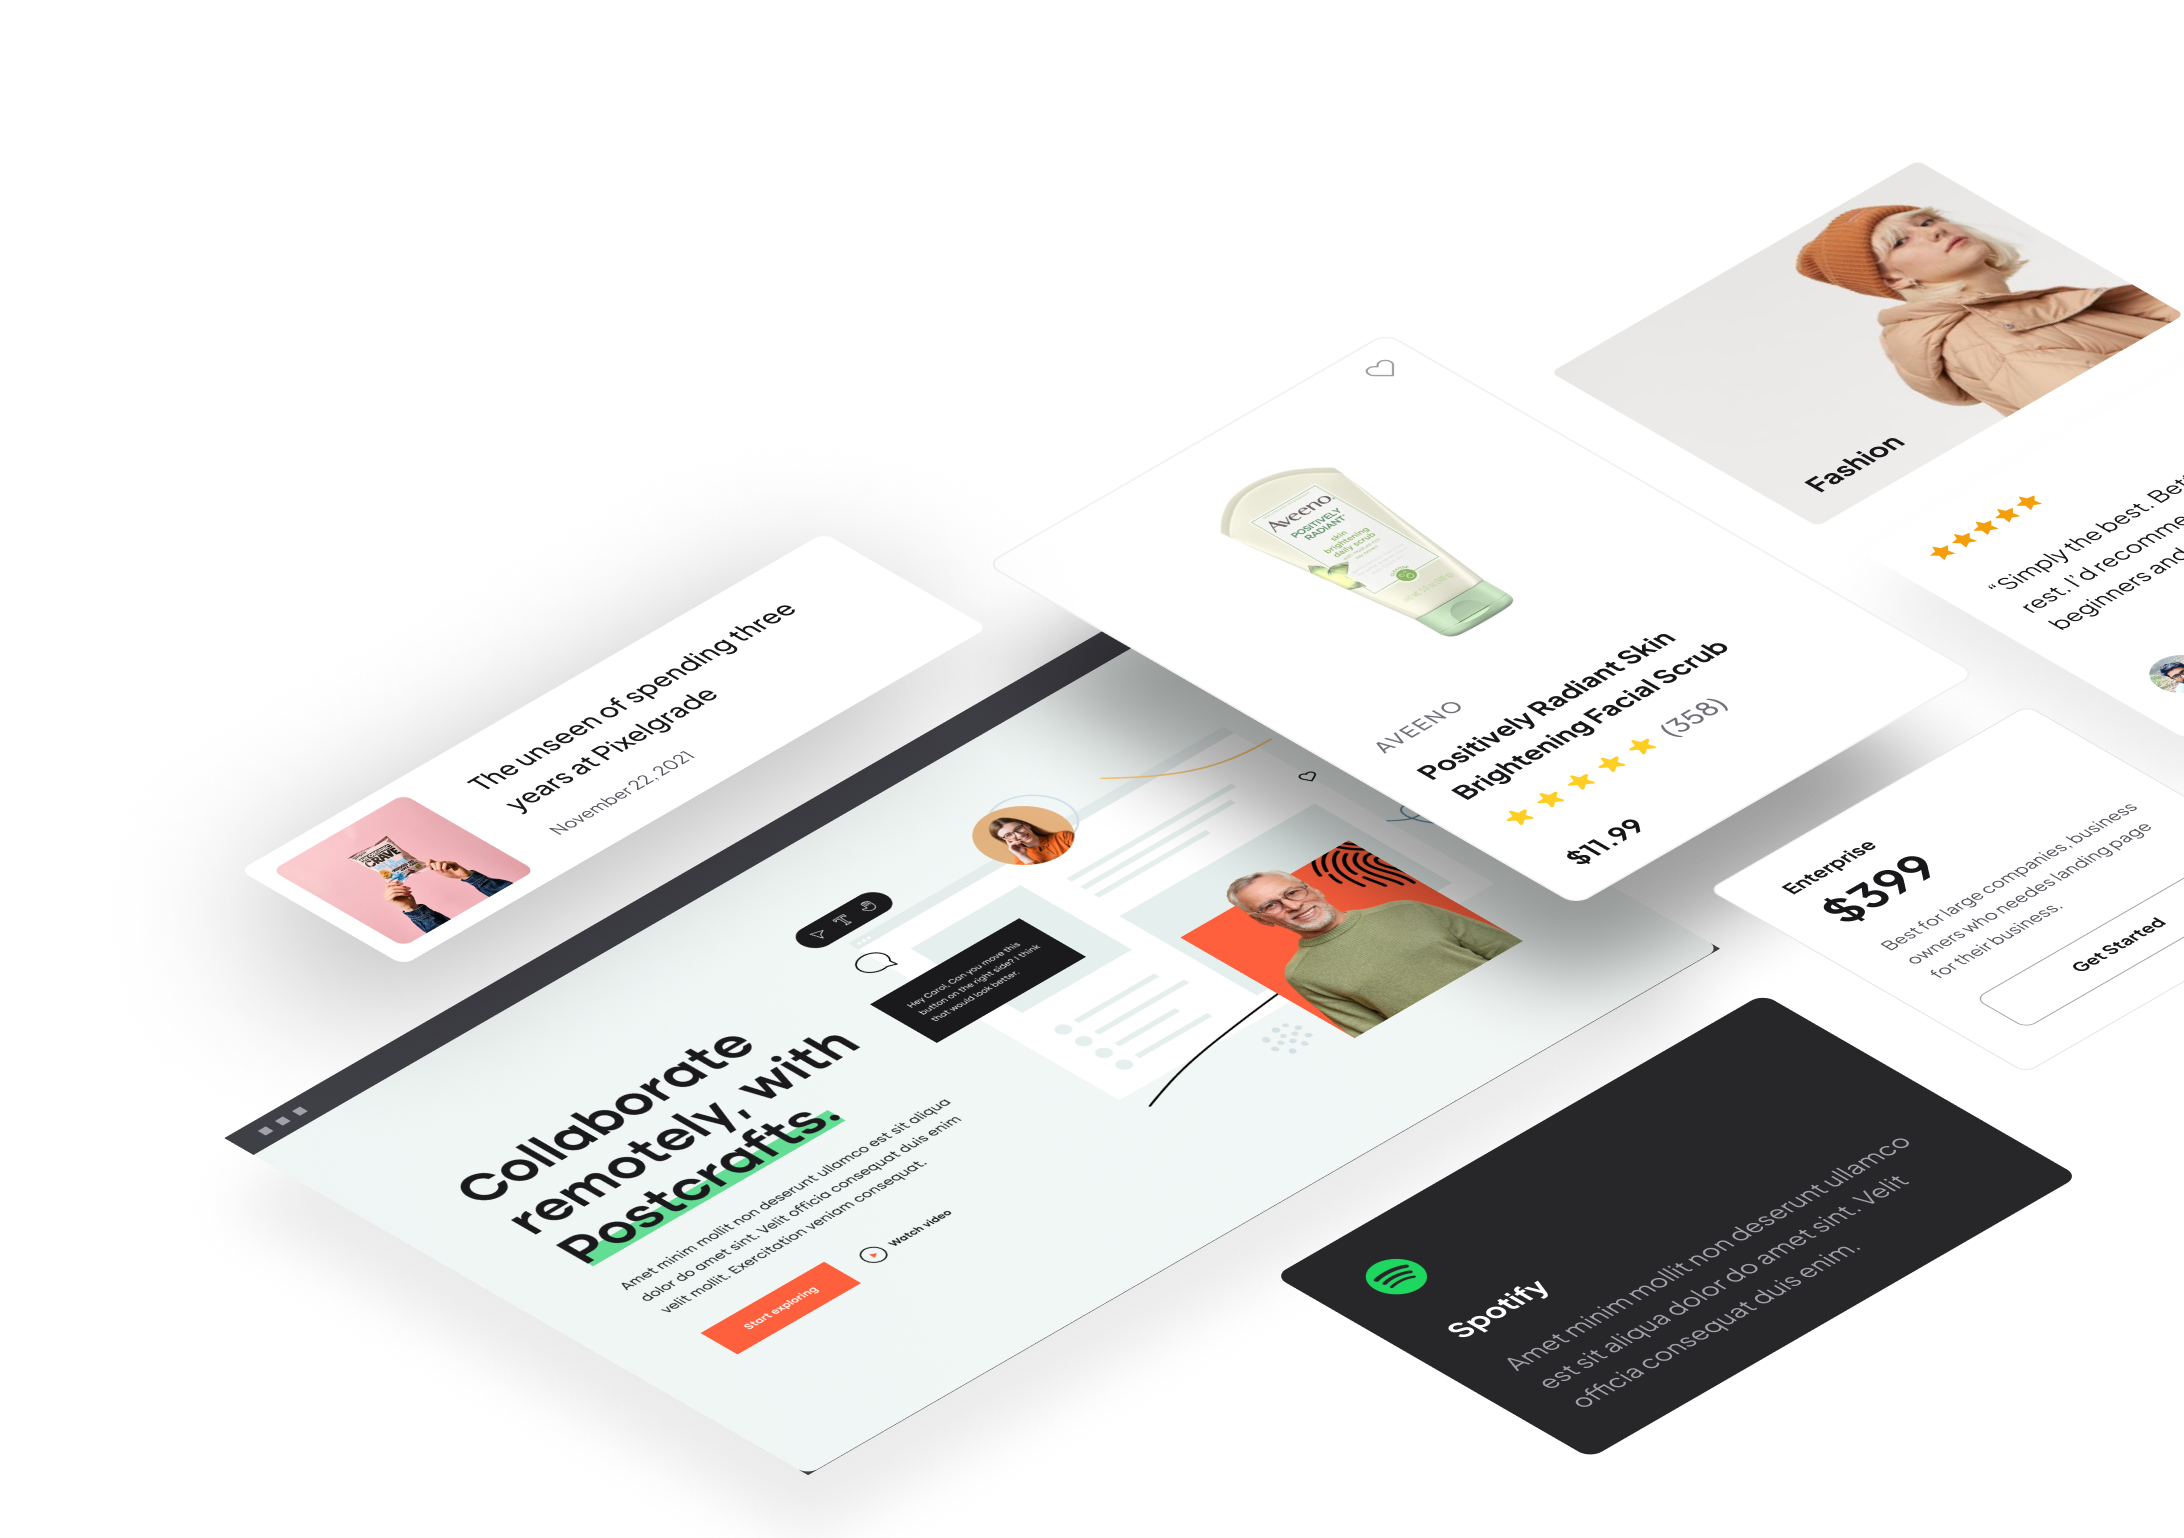 The unseen of spending three
years at Pixelgrade
November 22, 2021
CRAVE
Collaborate
remotely, with
Postcrafts.
Amet minim mollit non deserunt ullamco est sit aliqua
dolor do amet sint. Velit officia consequat duis enim
velit mollit. Exercitation veniam consequat.
Start exploring
Watch video
T
Hey Carol, Can you move this
button on the right side? I think
that would look better.
Aveeno
POSITIVELY
RADIANT
skin
brightening
daily scrub
AVEENO
Positively Radiant Skin
Brightening Facial Scrub
(358)
$11.99
Fashion
“Simply the best. Bet
rest. I’d recomme
beginners and
Enterprise
$399
Best for large companies, business
owners who needes landing page
for their business.
Get Started
Spotify
Amet minim mollit non deserunt ullamco
est sit aliqua dolor do amet sint. Velit
officia consequat duis enim.